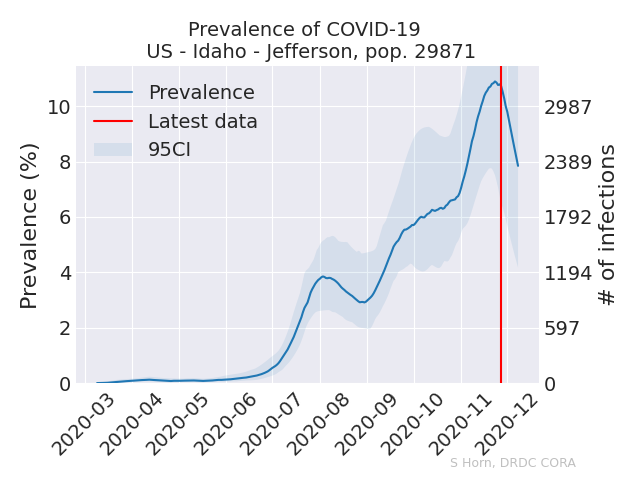 Prevalence of COVID-19
US - Idaho - Jefferson, pop. 29871
Prevalence
Latest data
95CI
Prevalence (%)
10
8
6
4
2
0
2987
2389
1792
1194
597
0
# of infections
2020-03
2020-04
2020-05
2020-06
2020-07
2020-08
2020-09
2020-10
2020-11
2020-12
S Horn, DRDC CORA